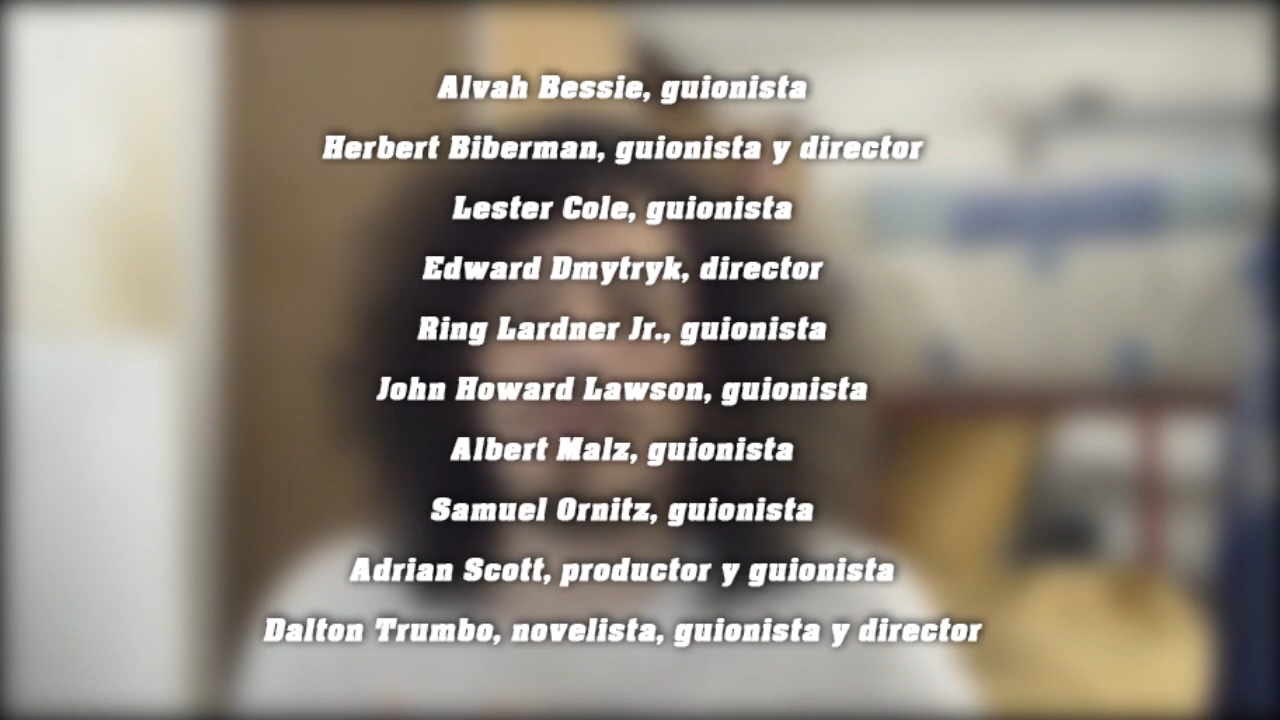 Alvah Bessie, guionista
Herbert Biberman, guionista y director
Lester Cole, guionista
Edward Dmytryk, director
Ring Lardner Jr., guionista
John Howard Lawson, guionista
Albert Malz, guionista
Samuel Ornitz, guionista
Adrian Scott, productor y guionista
Dalton Trumbo, novelista, guionista y director